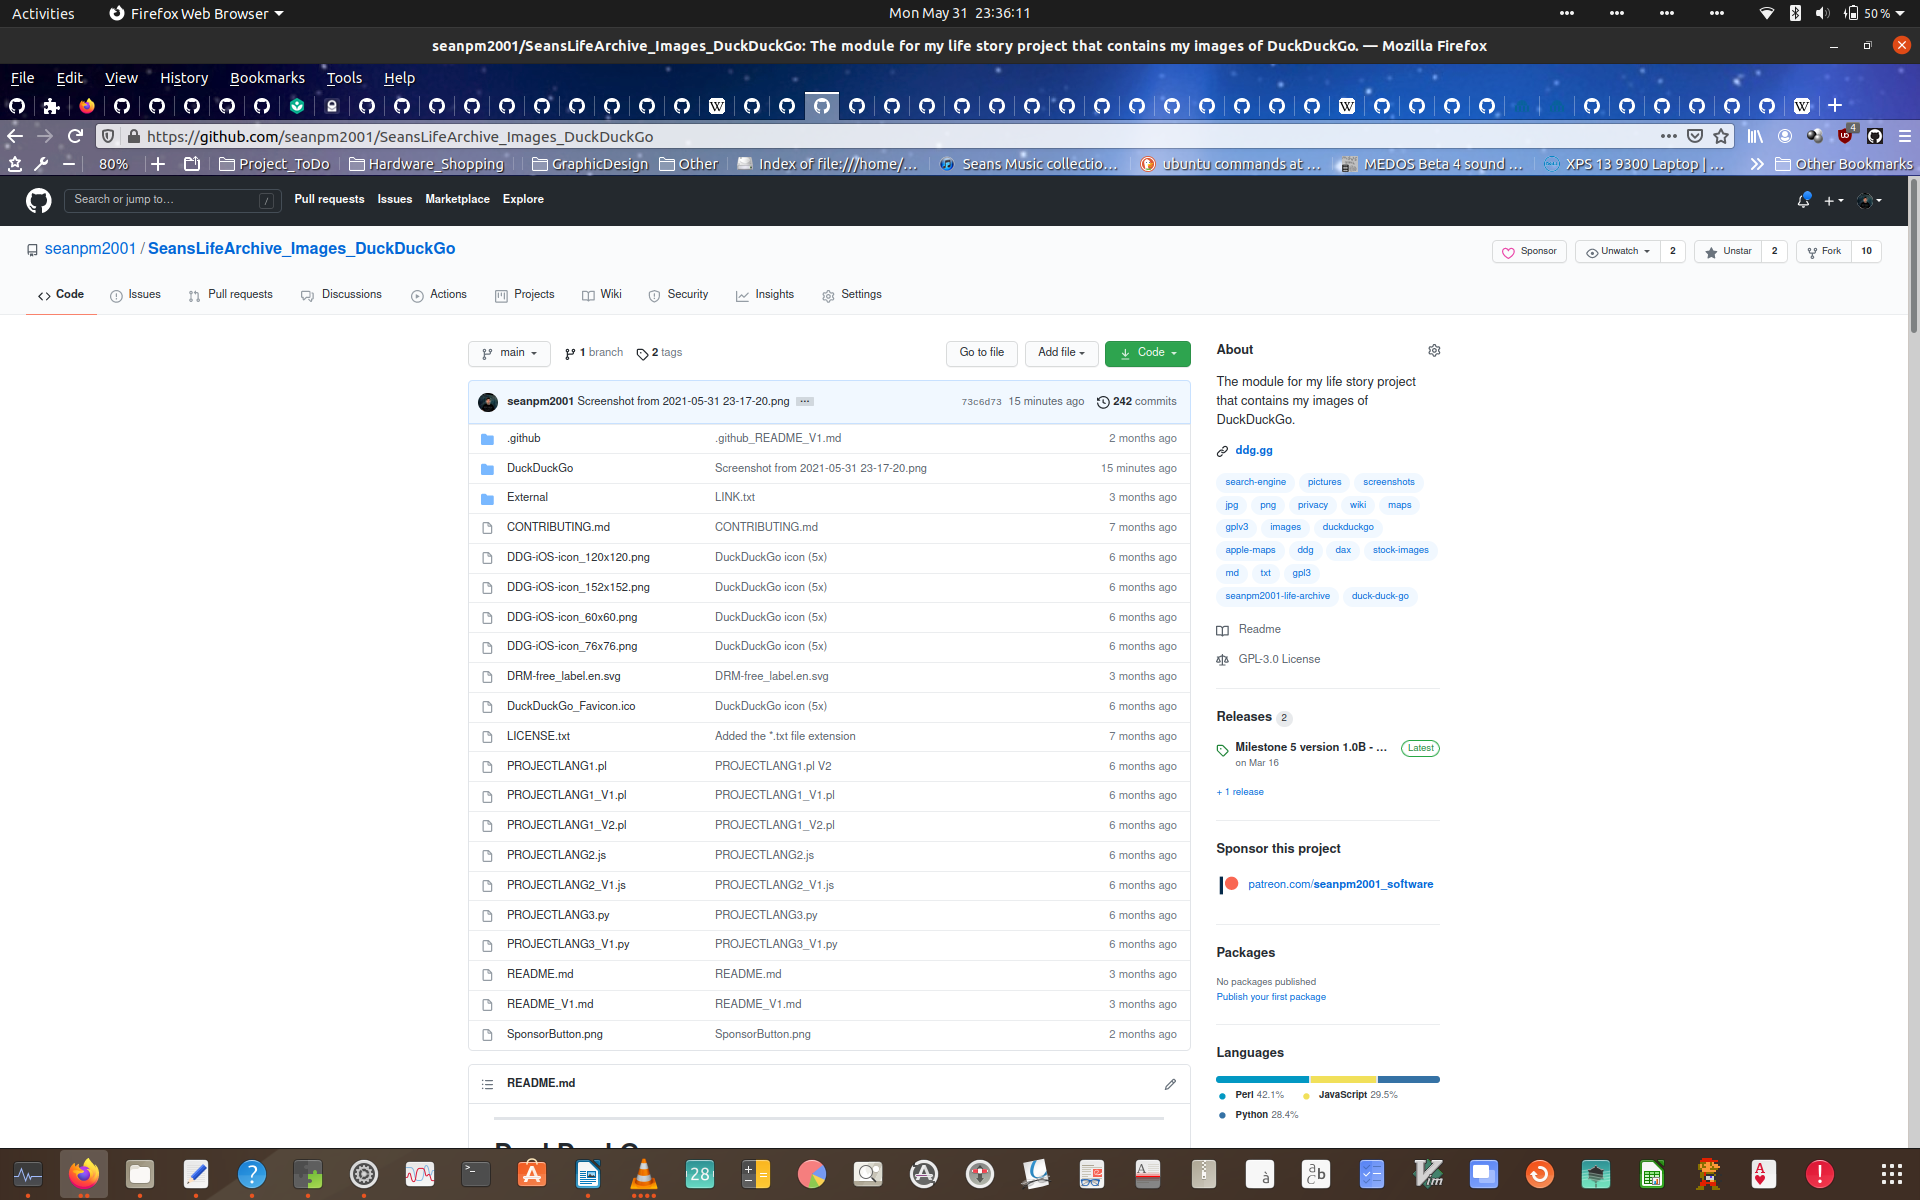 Activities Firefox Web Browser Mon May 31 23:36:11 50 %
seanpm2001/SeansLifeArchive_Images_DuckDuckGo: The module for my life story project that contains my images of DuckDuckGo. — Mozilla Firefox
File Edit View History Bookmarks Tools Help
https://github.com/seanpm2001/SeansLifeArchive_Images_DuckDuckGo 4
80% Project_ToDo Hardware_Shopping GraphicDesign Other Index of file:///home/... Seans Music collectio... ubuntu commands at ... MEDOS Beta 4 sound ... XPS 13 9300 Laptop | ... Other Bookmarks
Search or jump to... / Pull requests Issues Marketplace Explore
seanpm2001 / SeansLifeArchive_Images_DuckDuckGo Sponsor Unwatch 2 Unstar 2 Fork 10
Code Issues Pull requests Discussions Actions Projects Wiki Security Insights Settings
main 1 branch 2 tags Go to file Add file Code
seanpm2001 Screenshot from 2021-05-31 23-17-20.png ... 73c6d73 15 minutes ago 242 commits
.github .github_README_V1.md 2 months ago
DuckDuckGo Screenshot from 2021-05-31 23-17-20.png 15 minutes ago
External LINK.txt 3 months ago
CONTRIBUTING.md CONTRIBUTING.md 7 months ago
DDG-iOS-icon_120x120.png DuckDuckGo icon (5x) 6 months ago
DDG-iOS-icon_152x152.png DuckDuckGo icon (5x) 6 months ago
DDG-iOS-icon_60x60.png DuckDuckGo icon (5x) 6 months ago
DDG-iOS-icon_76x76.png DuckDuckGo icon (5x) 6 months ago
DRM-free_label.en.svg DRM-free_label.en.svg 3 months ago
DuckDuckGo_Favicon.ico DuckDuckGo icon (5x) 6 months ago
LICENSE.txt Added the *.txt file extension 7 months ago
PROJECTLANG1.pl PROJECTLANG1.pl V2 6 months ago
PROJECTLANG1_V1.pl PROJECTLANG1_V1.pl 6 months ago
PROJECTLANG1_V2.pl PROJECTLANG1_V2.pl 6 months ago
PROJECTLANG2.js PROJECTLANG2.js 6 months ago
PROJECTLANG2_V1.js PROJECTLANG2_V1.js 6 months ago
PROJECTLANG3.py PROJECTLANG3.py 6 months ago
PROJECTLANG3_V1.py PROJECTLANG3_V1.py 6 months ago
README.md README.md 3 months ago
README_V1.md README_V1.md 3 months ago
SponsorButton.png SponsorButton.png 2 months ago
README.md
About
The module for my life story project
that contains my images of
DuckDuckGo.
ddg.gg
search-engine pictures screenshots
jpg png privacy wiki maps
gplv3 images duckduckgo
apple-maps ddg dax stock-images
md txt gpl3
seanpm2001-life-archive duck-duck-go
Readme
GPL-3.0 License
Releases 2
Milestone 5 version 1.0B - ... Latest
on Mar 16
+ 1 release
Sponsor this project
patreon.com/seanpm2001_software
Packages
No packages published
Publish your first package
Languages
Perl 42.1% JavaScript 29.5%
Python 28.4%
28